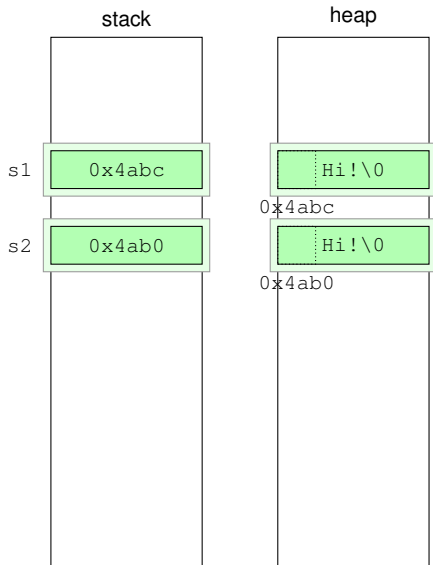 stack heap
s1 0x4abc Hi!\0
0x4abc
s2 0x4ab0 Hi!\0
0x4ab0